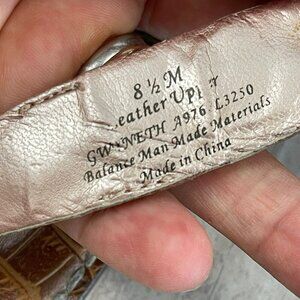 8 ½ M
Leather Upper
GWYNETH A976 L3250
Balance Man Made Materials
Made in China